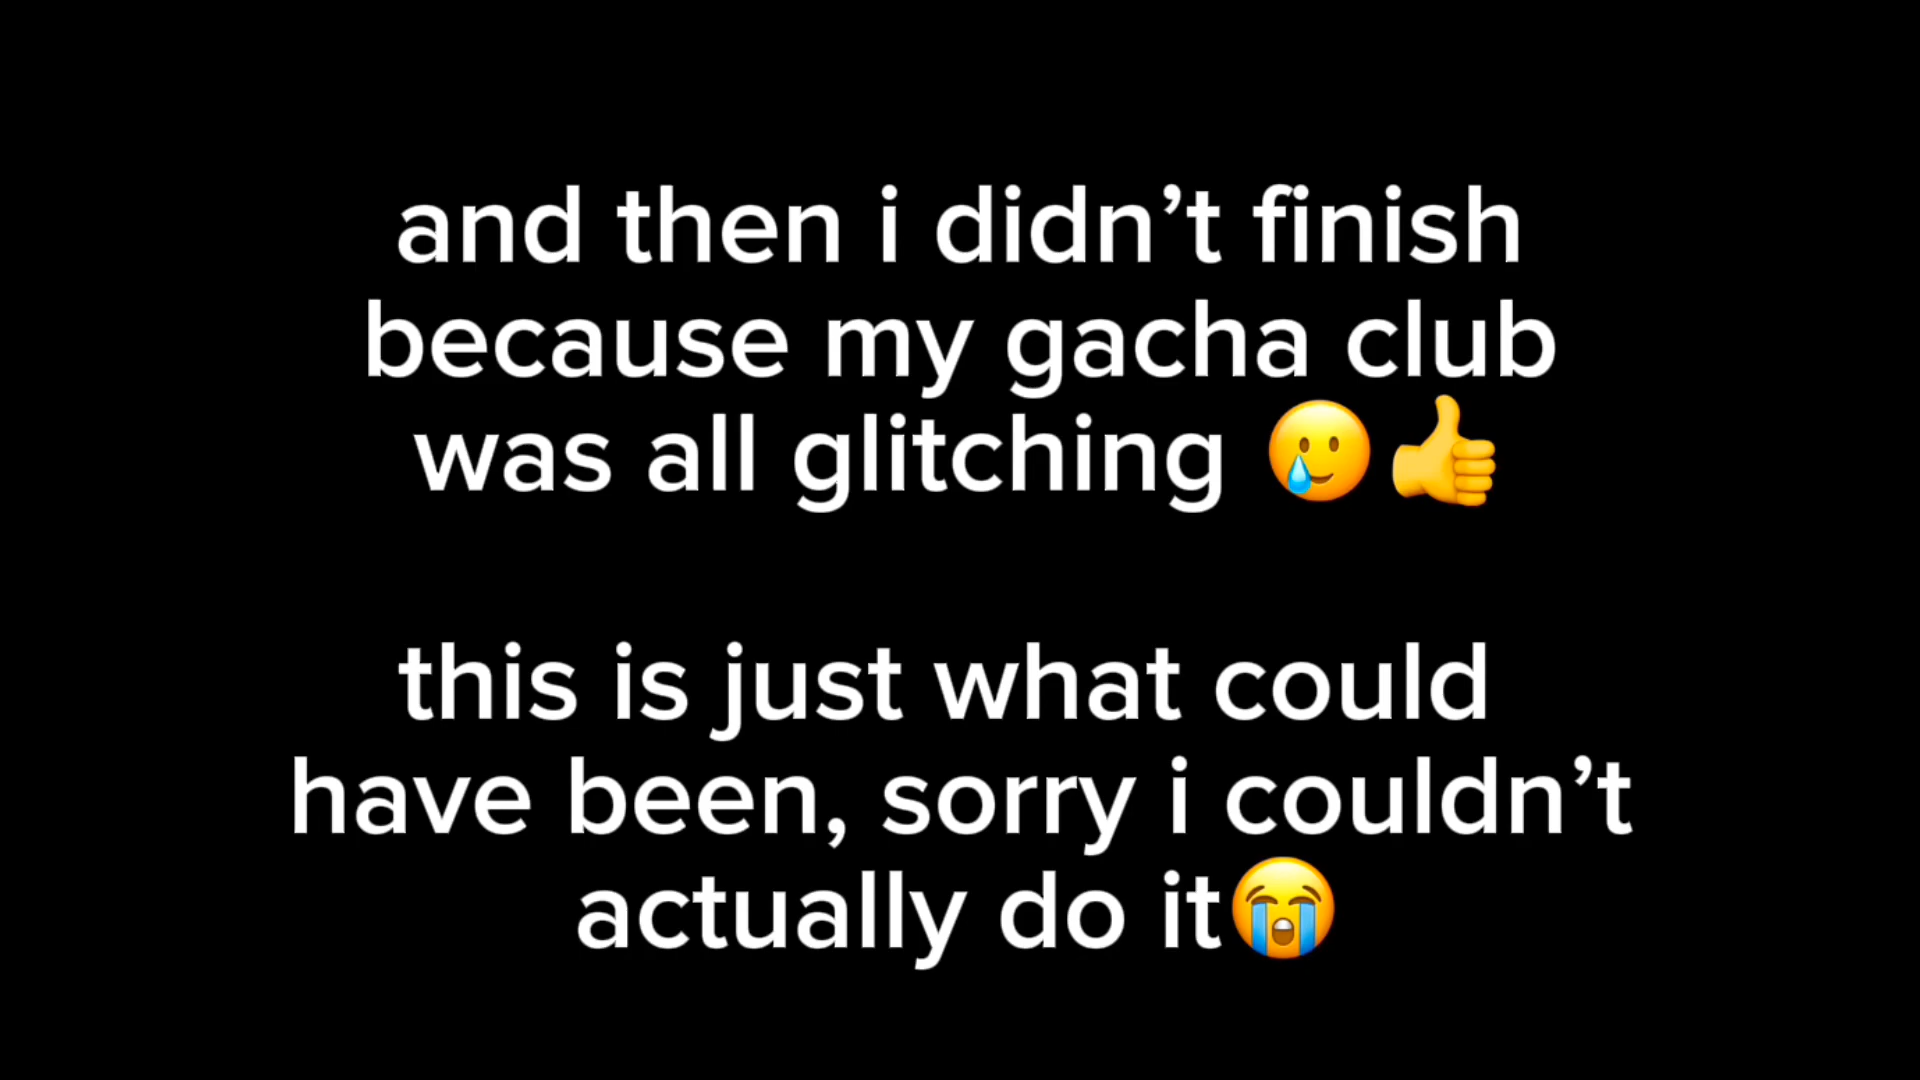 and then i didn’t finish
because my gacha club
was all glitching 🥲👍
this is just what could
have been, sorry i couldn’t
actually do it😭